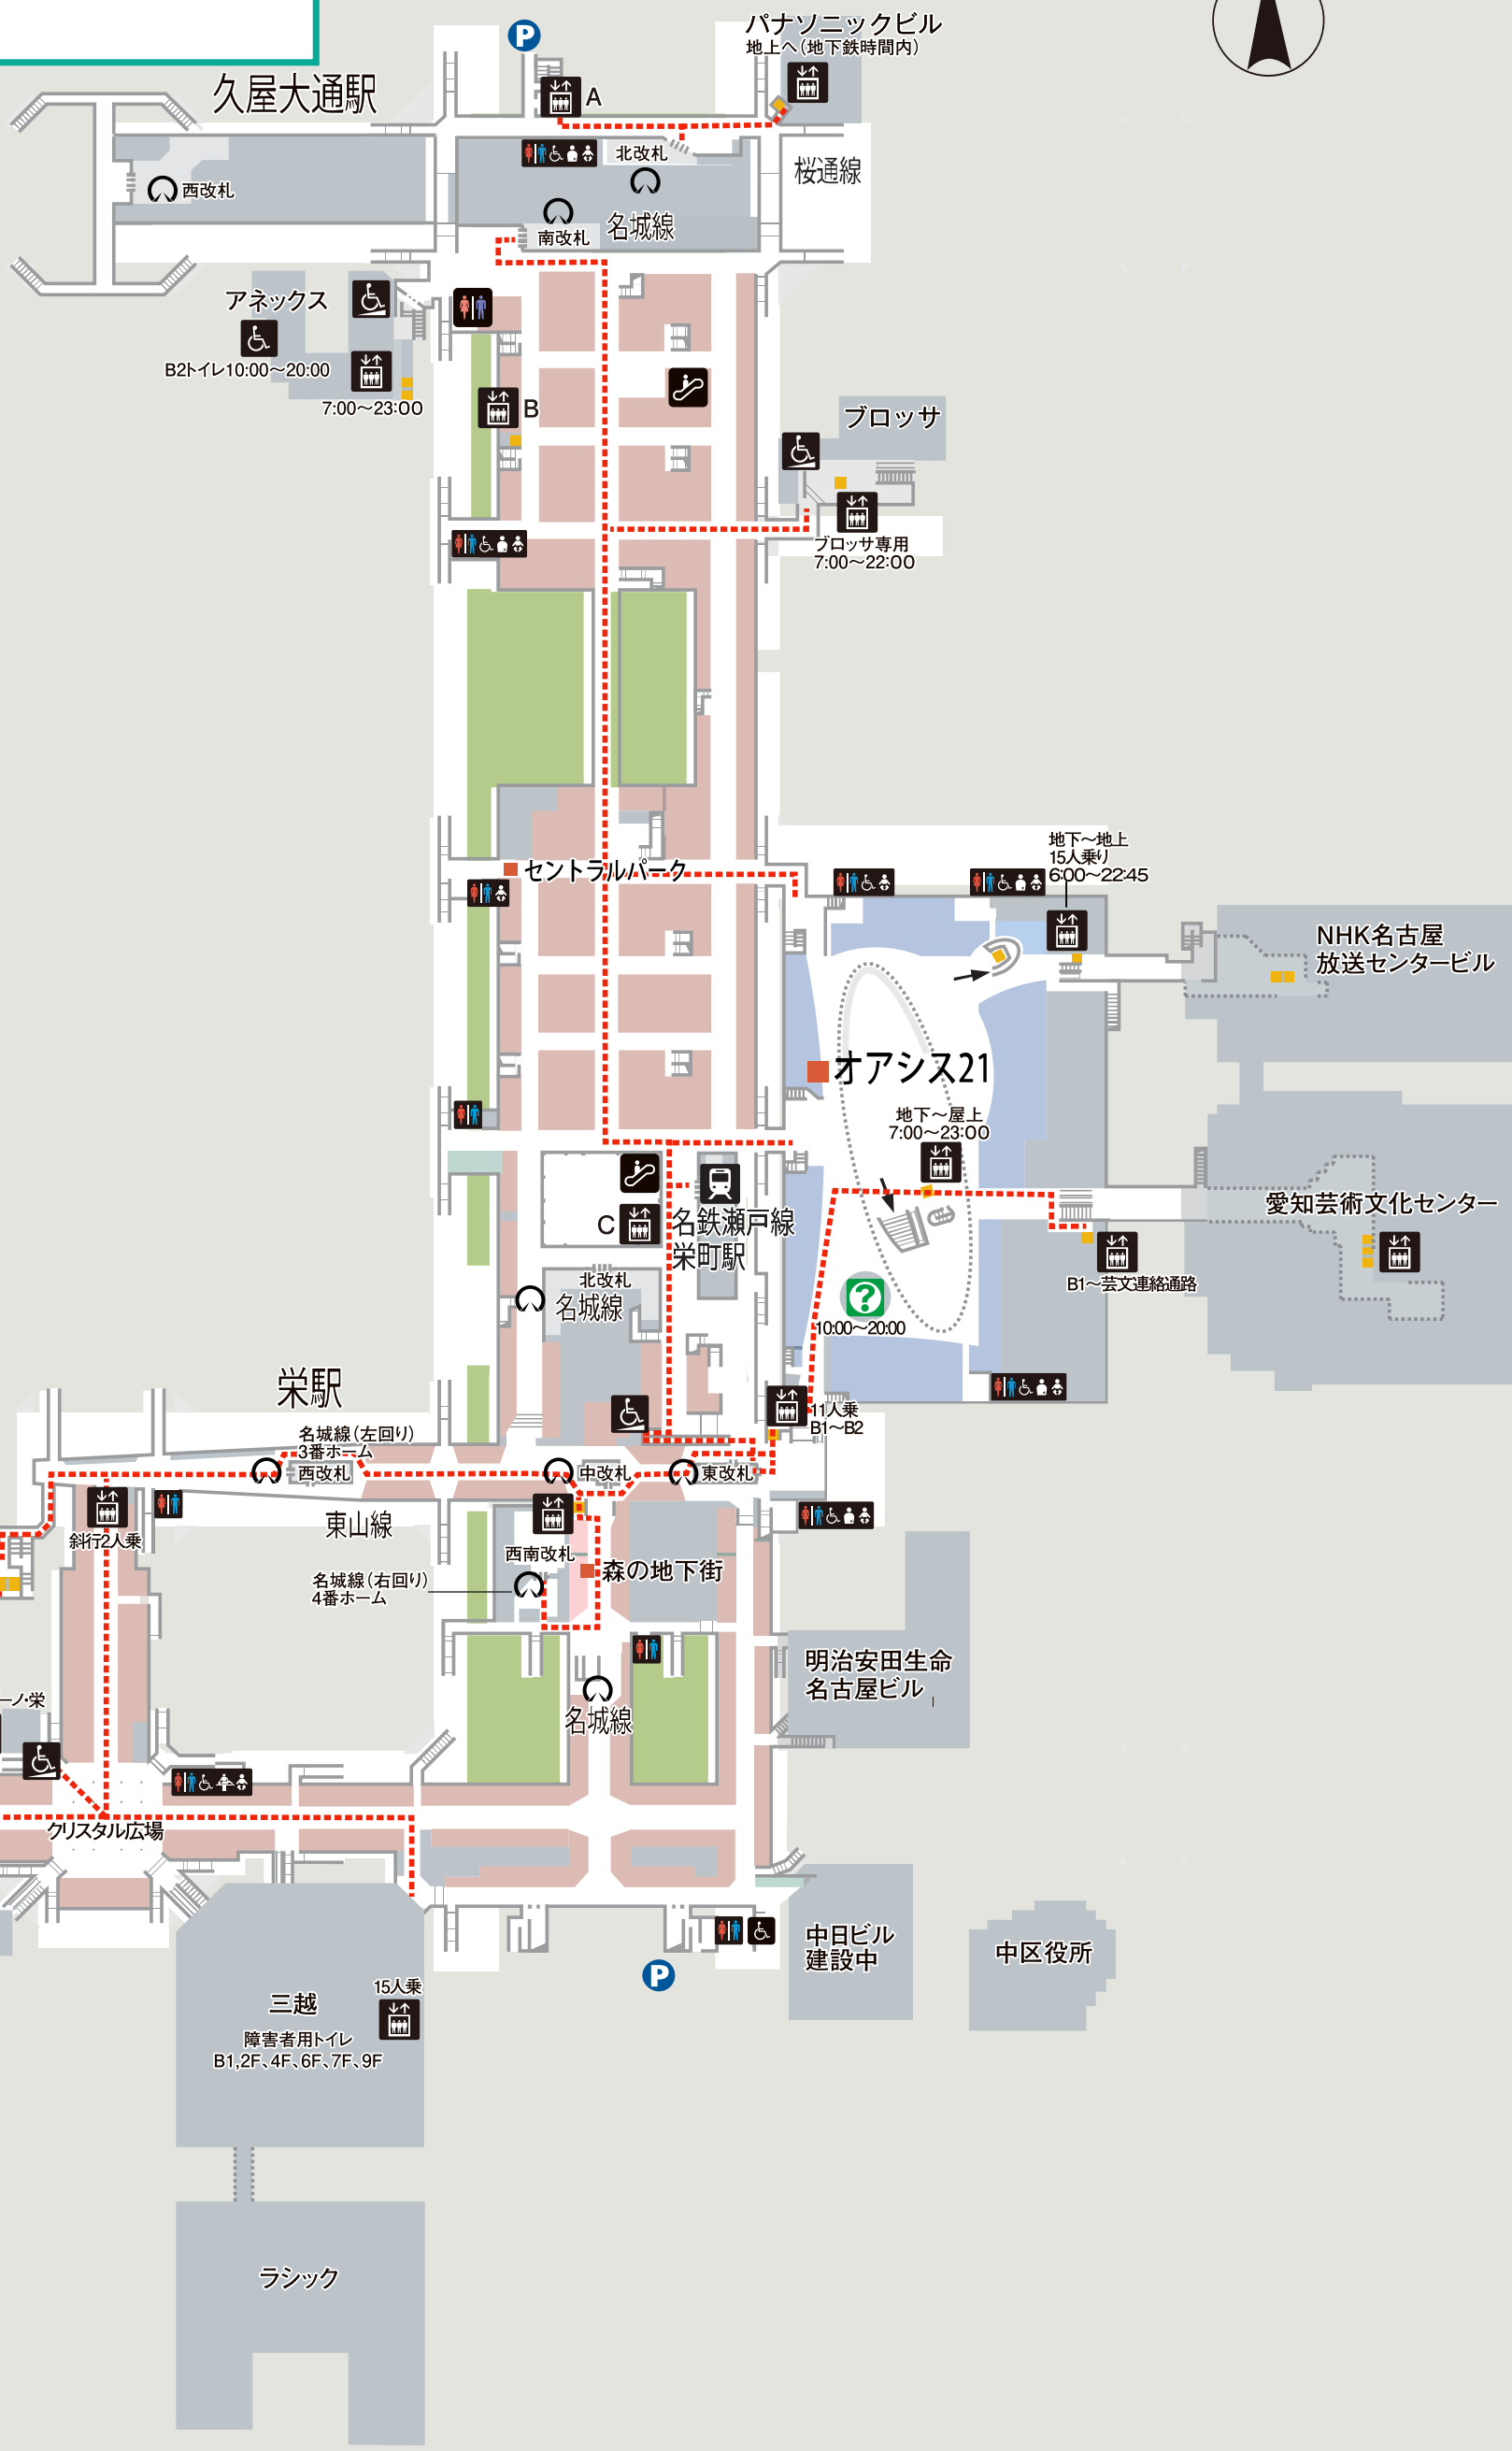 パナソニックビル
地上へ（地下鉄時間内）
P
久屋大通駅
A
北改札
桜通線
西改札
南改札
名城線
アネックス
B2トイレ10:00～20:00
7:00～23:00
B
ブロッサ
ブロッサ専用
7:00～22:00
地下～地上
15人乗り
6:00～22:45
セントラルパーク
NHK名古屋
放送センタービル
オアシス21
地下～屋上
7:00～23:00
愛知芸術文化センター
C
名鉄瀬戸線
栄町駅
B1～芸文連絡通路
北改札
名城線
?
10:00～20:00
栄駅
11人乗
B1～B2
名城線（左回り）
3番ホーム
西改札
中改札
東改札
東山線
斜行2人乗
西南改札
森の地下街
名城線（右回り）
4番ホーム
明治安田生命
名古屋ビル
ーノ・栄
名城線
クリスタル広場
中日ビル
建設中
中区役所
P
15人乗
三越
障害者用トイレ
B1,2F、4F、6F、7F、9F
ラシック